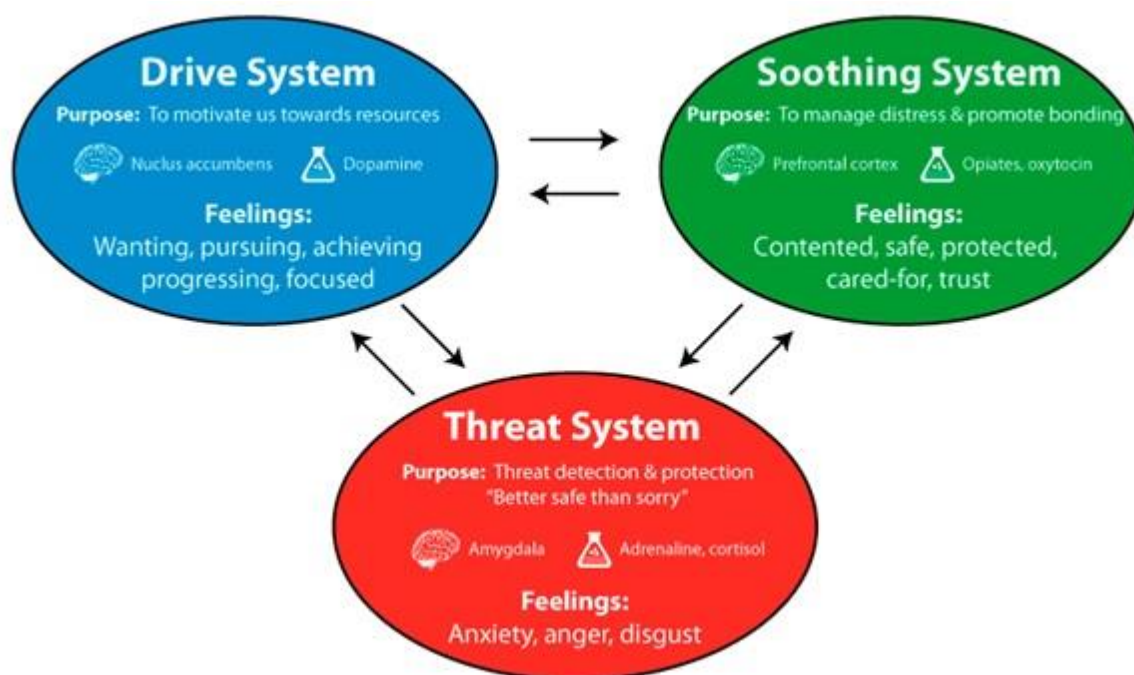 Drive System
Purpose: To motivate us towards resources
Nuclus accumbens
Dopamine
Feelings:
Wanting, pursuing, achieving
progressing, focused
Soothing System
Purpose: To manage distress & promote bonding
Prefrontal cortex
Opiates, oxytocin
Feelings:
Contented, safe, protected,
cared-for, trust
Threat System
Purpose: Threat detection & protection
"Better safe than sorry"
Amygdala
Adrenaline, cortisol
Feelings:
Anxiety, anger, disgust